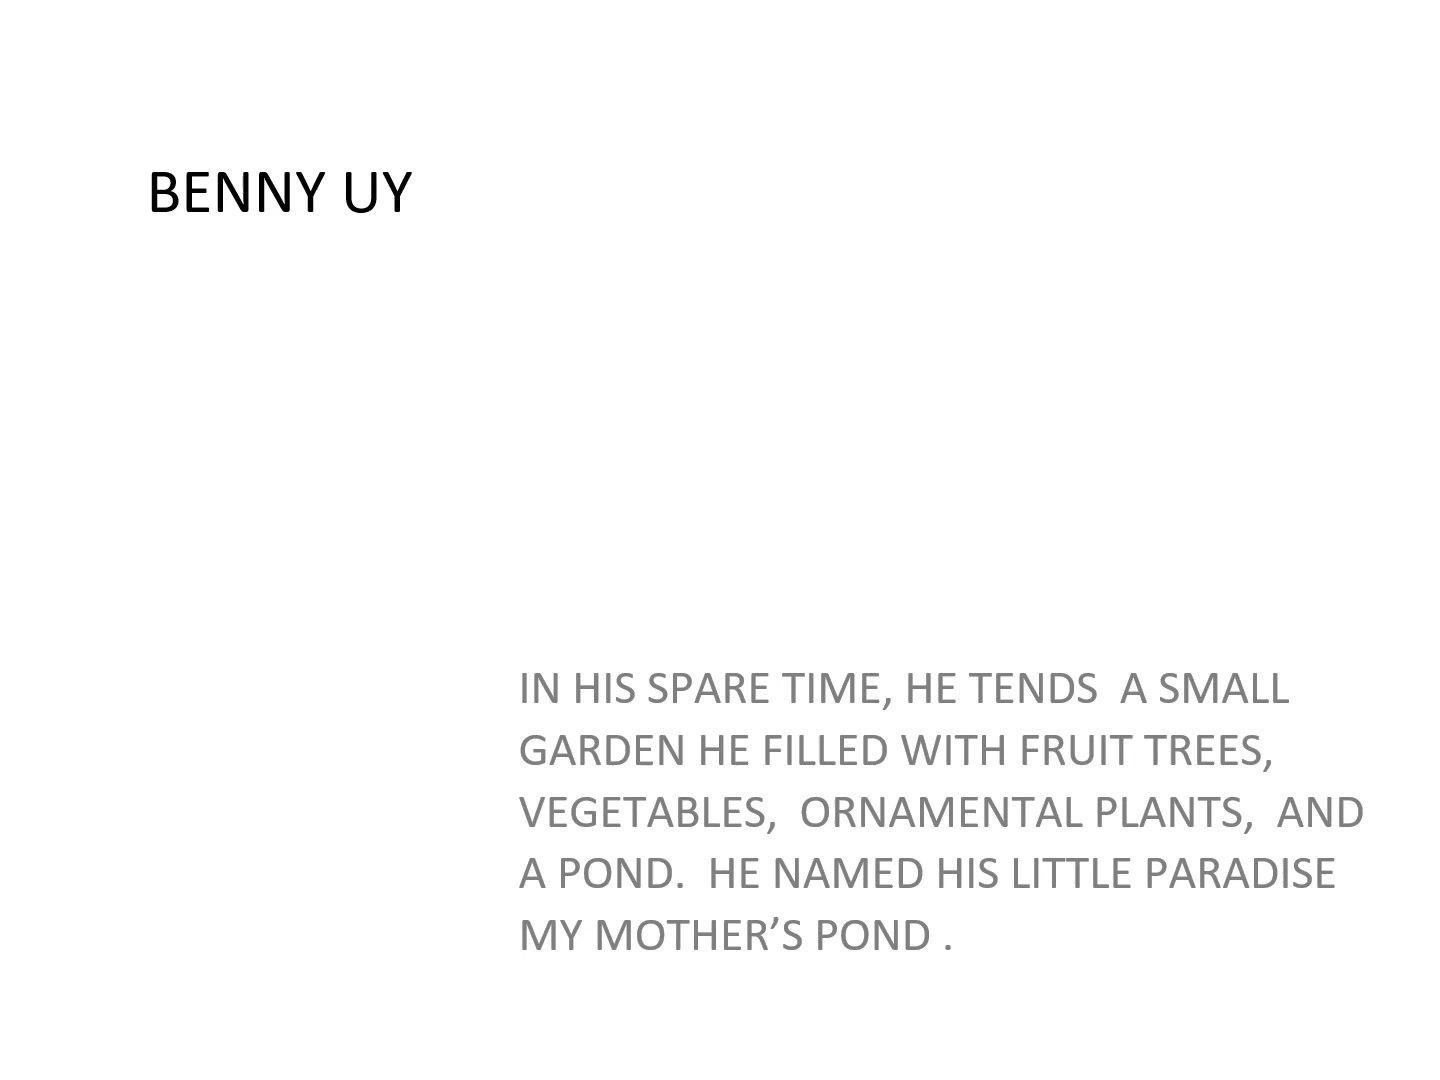 BENNY UY
IN HIS SPARE TIME, HE TENDS  A SMALL
GARDEN HE FILLED WITH FRUIT TREES,
VEGETABLES,  ORNAMENTAL PLANTS,  AND
A POND.  HE NAMED HIS LITTLE PARADISE
MY MOTHER’S POND .